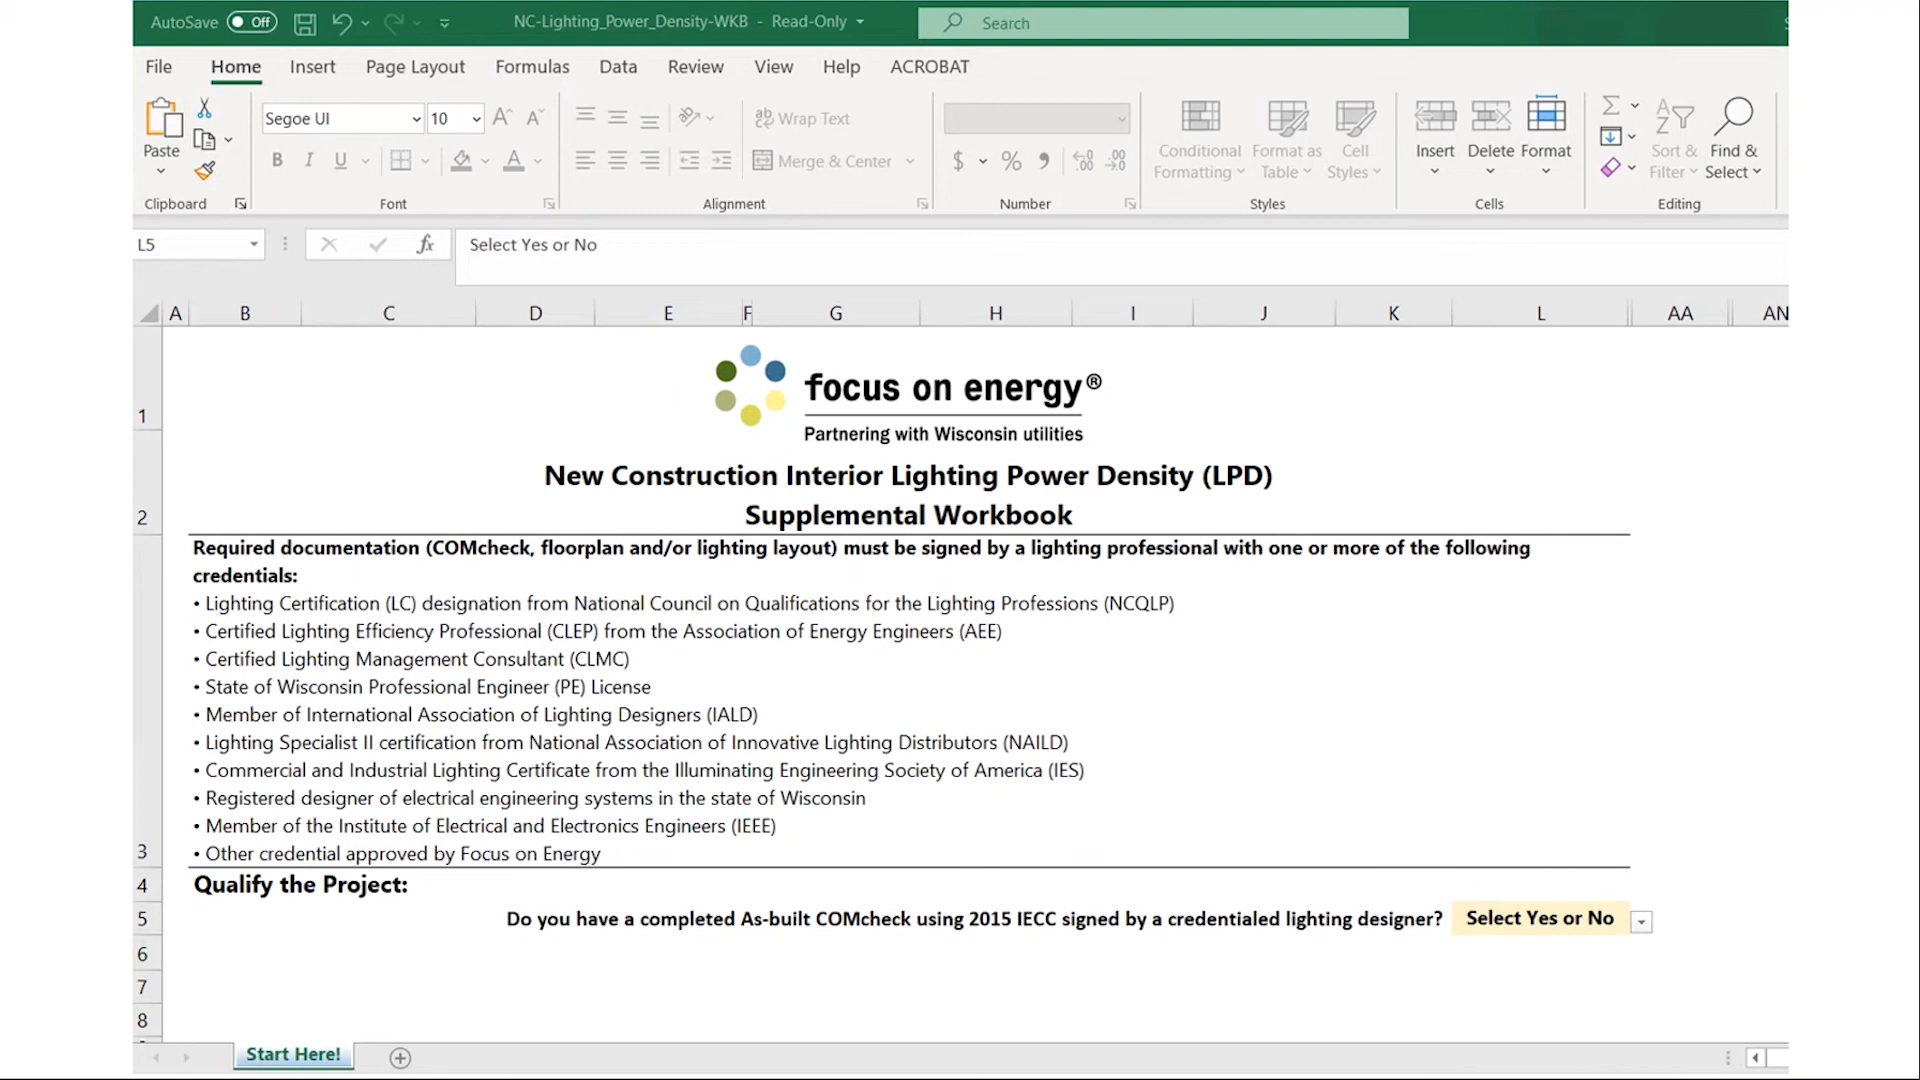 AutoSave Off NC-Lighting_Power_Density-WKB - Read-Only Search
File Home Insert Page Layout Formulas Data Review View Help ACROBAT
Paste
Segoe UI 10
B I U A
Wrap Text
Merge & Center
$ % 9
Conditional Formatting
Format as Table
Cell Styles
Insert Delete Format
Sort & Filter
Find & Select
Clipboard Font Alignment Number Styles Cells Editing
L5 fx Select Yes or No
A B C D E F G H I J K L AA AN
1
focus on energy®
Partnering with Wisconsin utilities
2
New Construction Interior Lighting Power Density (LPD)
Supplemental Workbook
Required documentation (COMcheck, floorplan and/or lighting layout) must be signed by a lighting professional with one or more of the following
credentials:
• Lighting Certification (LC) designation from National Council on Qualifications for the Lighting Professions (NCQLP)
• Certified Lighting Efficiency Professional (CLEP) from the Association of Energy Engineers (AEE)
• Certified Lighting Management Consultant (CLMC)
• State of Wisconsin Professional Engineer (PE) License
• Member of International Association of Lighting Designers (IALD)
• Lighting Specialist II certification from National Association of Innovative Lighting Distributors (NAILD)
• Commercial and Industrial Lighting Certificate from the Illuminating Engineering Society of America (IES)
• Registered designer of electrical engineering systems in the state of Wisconsin
• Member of the Institute of Electrical and Electronics Engineers (IEEE)
3 • Other credential approved by Focus on Energy
4 Qualify the Project:
5 Do you have a completed As-built COMcheck using 2015 IECC signed by a credentialed lighting designer? Select Yes or No
6
7
8
Start Here!